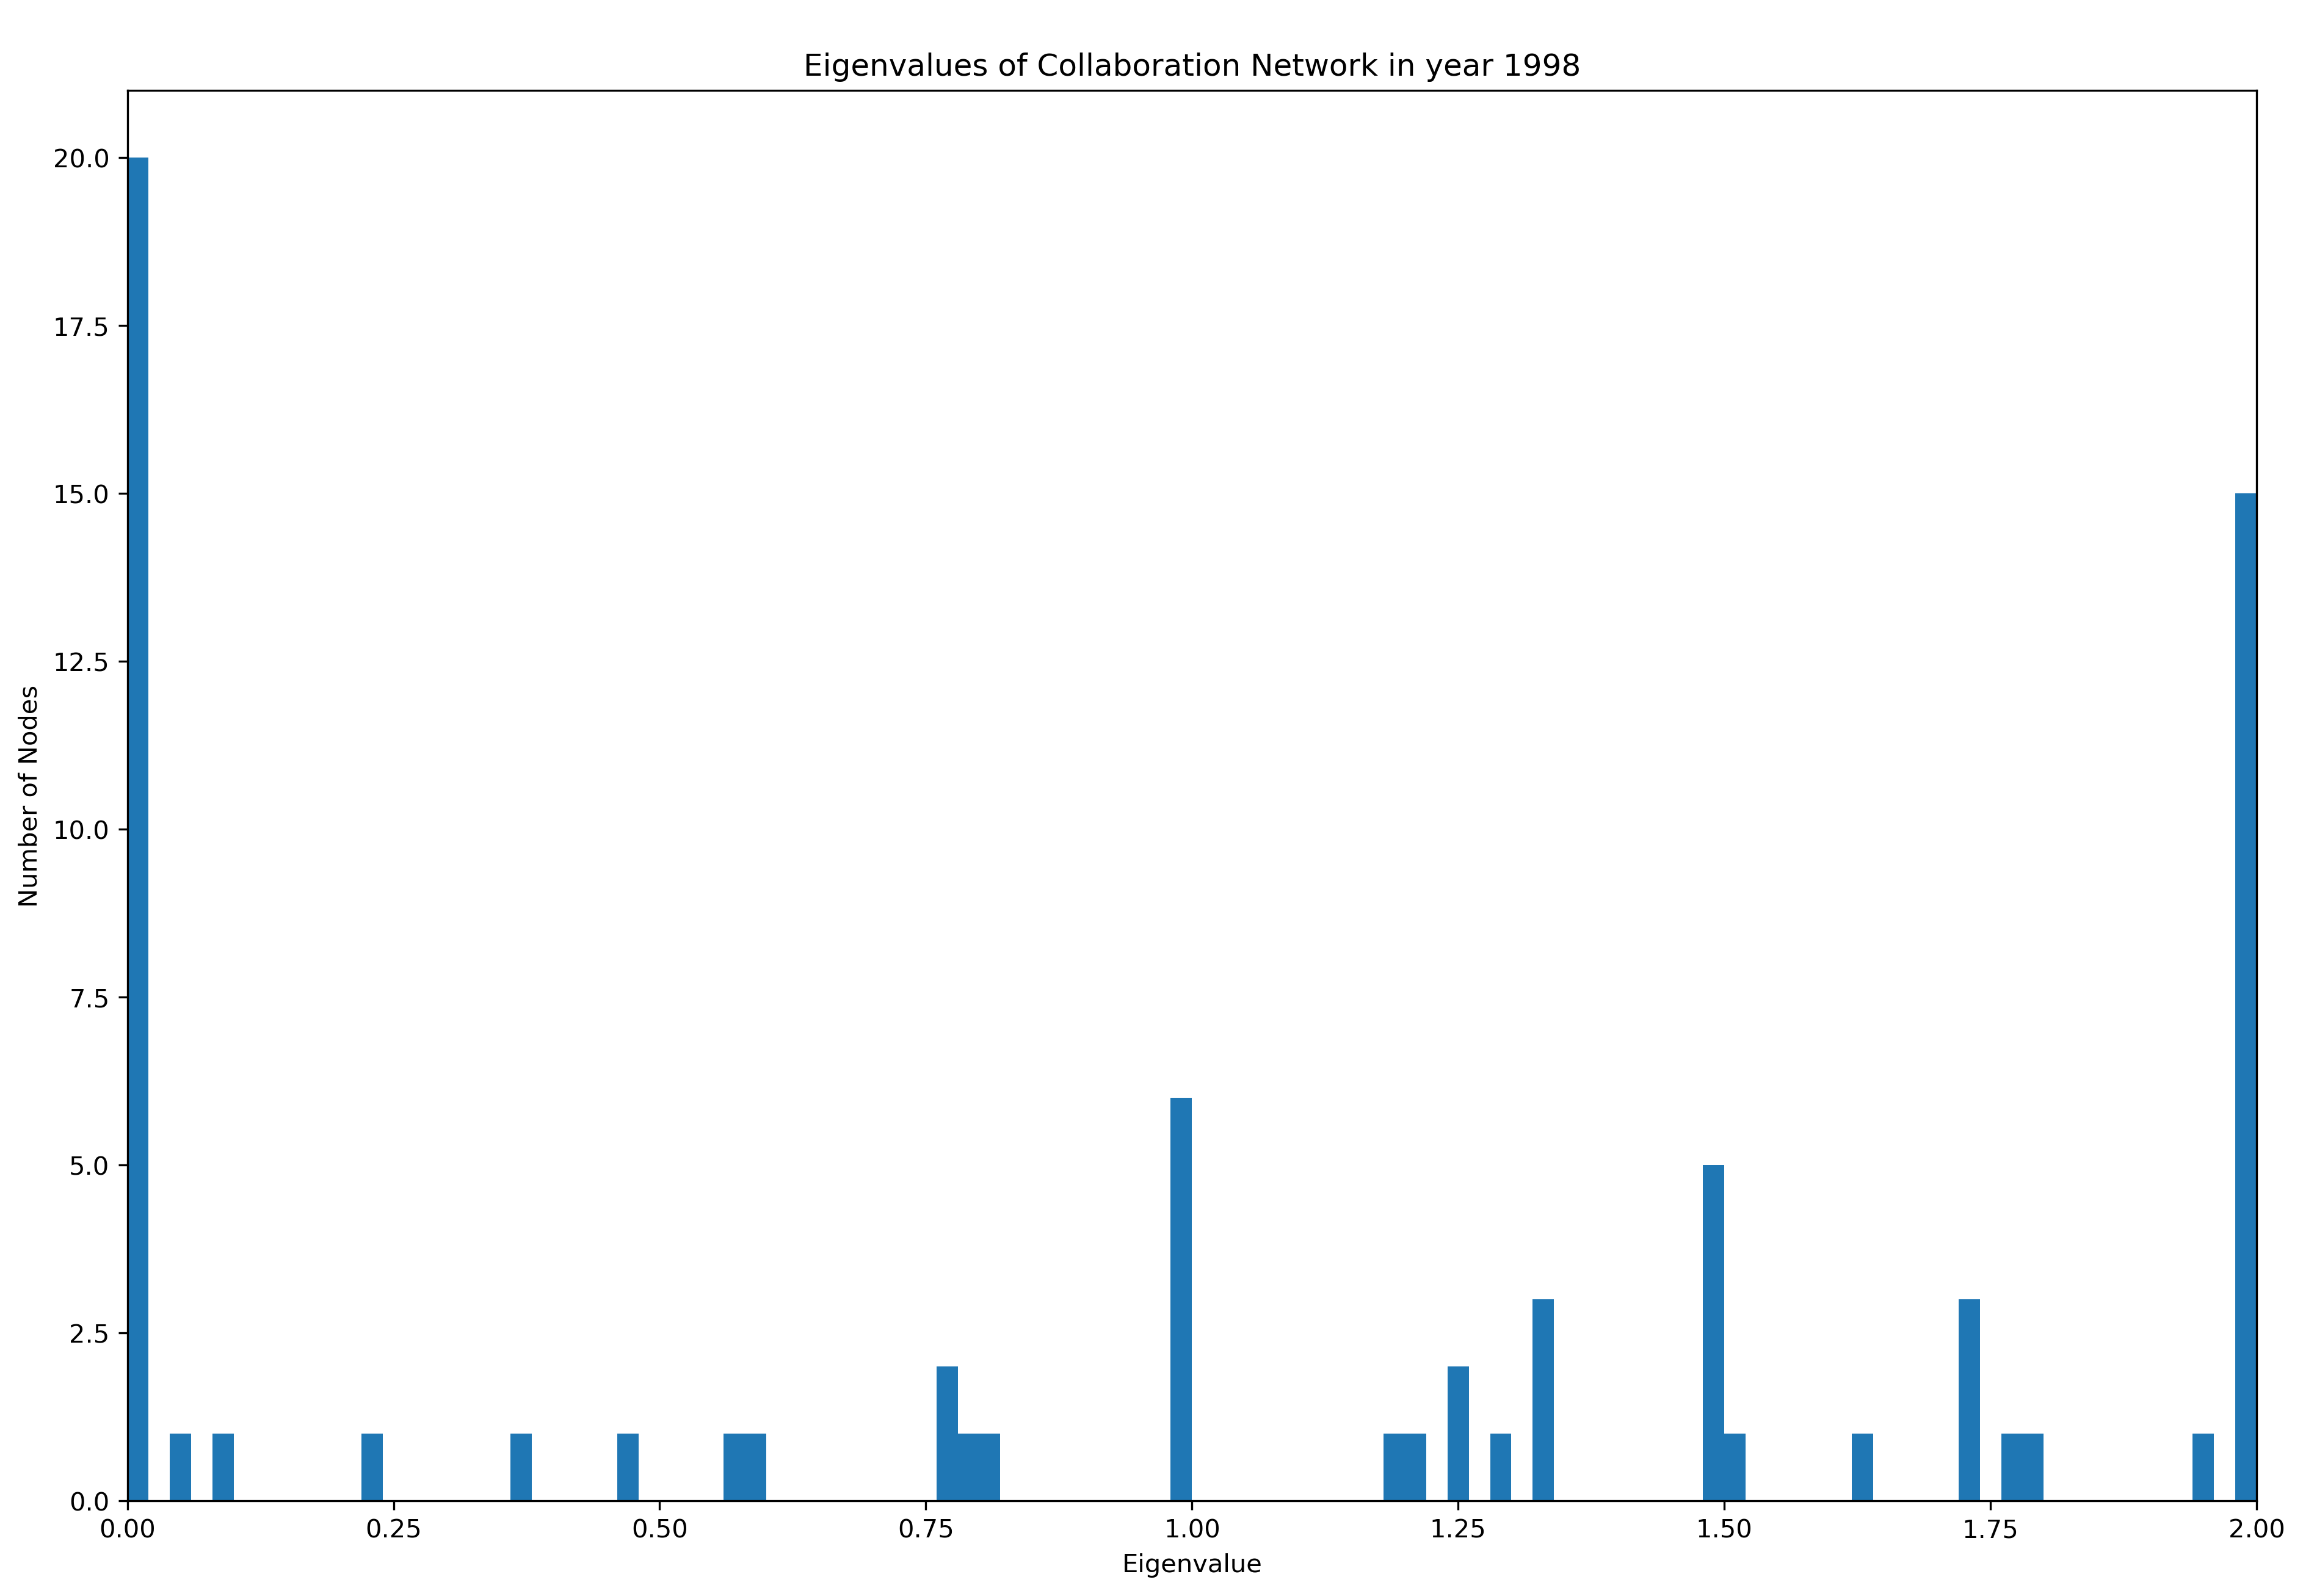 Eigenvalues of Collaboration Network in year 1998
20.0
17.5
15.0
12.5
10.0
7.5
5.0
2.5
0.0
Number of Nodes
0.00 0.25 0.50 0.75 1.00 1.25 1.50 1.75 2.00
Eigenvalue